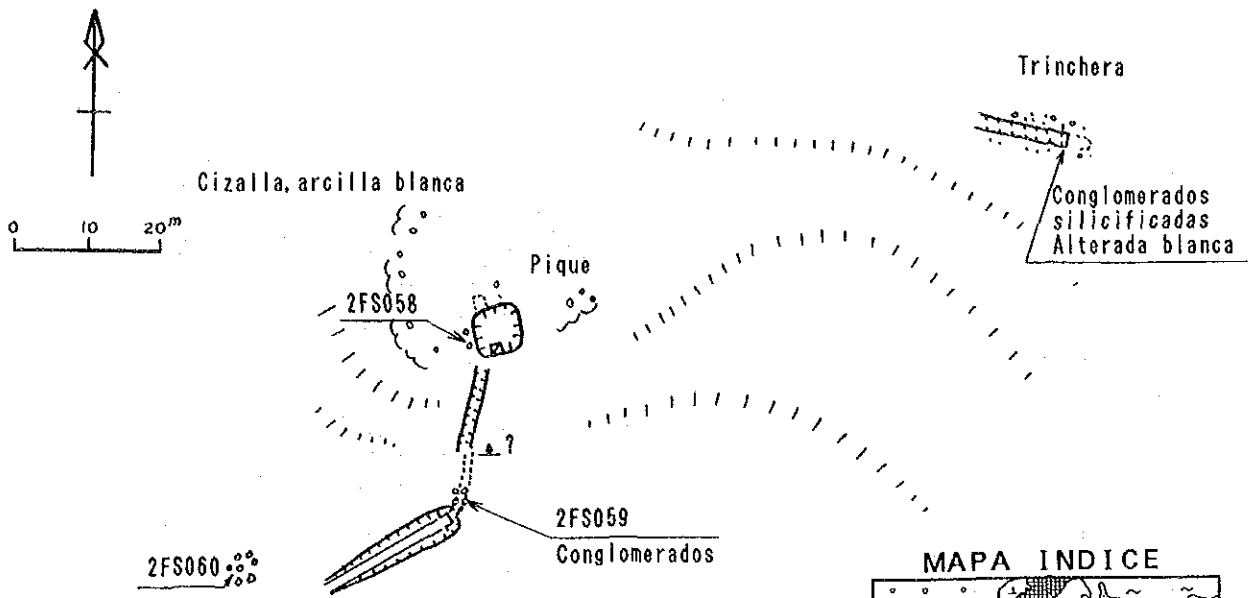 Trinchera
Cizalla, arcilla blanca
0 10 20m
Conglomerados
silicificadas
Alterada blanca
Pique
2FS058
?
2FS059
Conglomerados
2FS060
MAPA INDICE